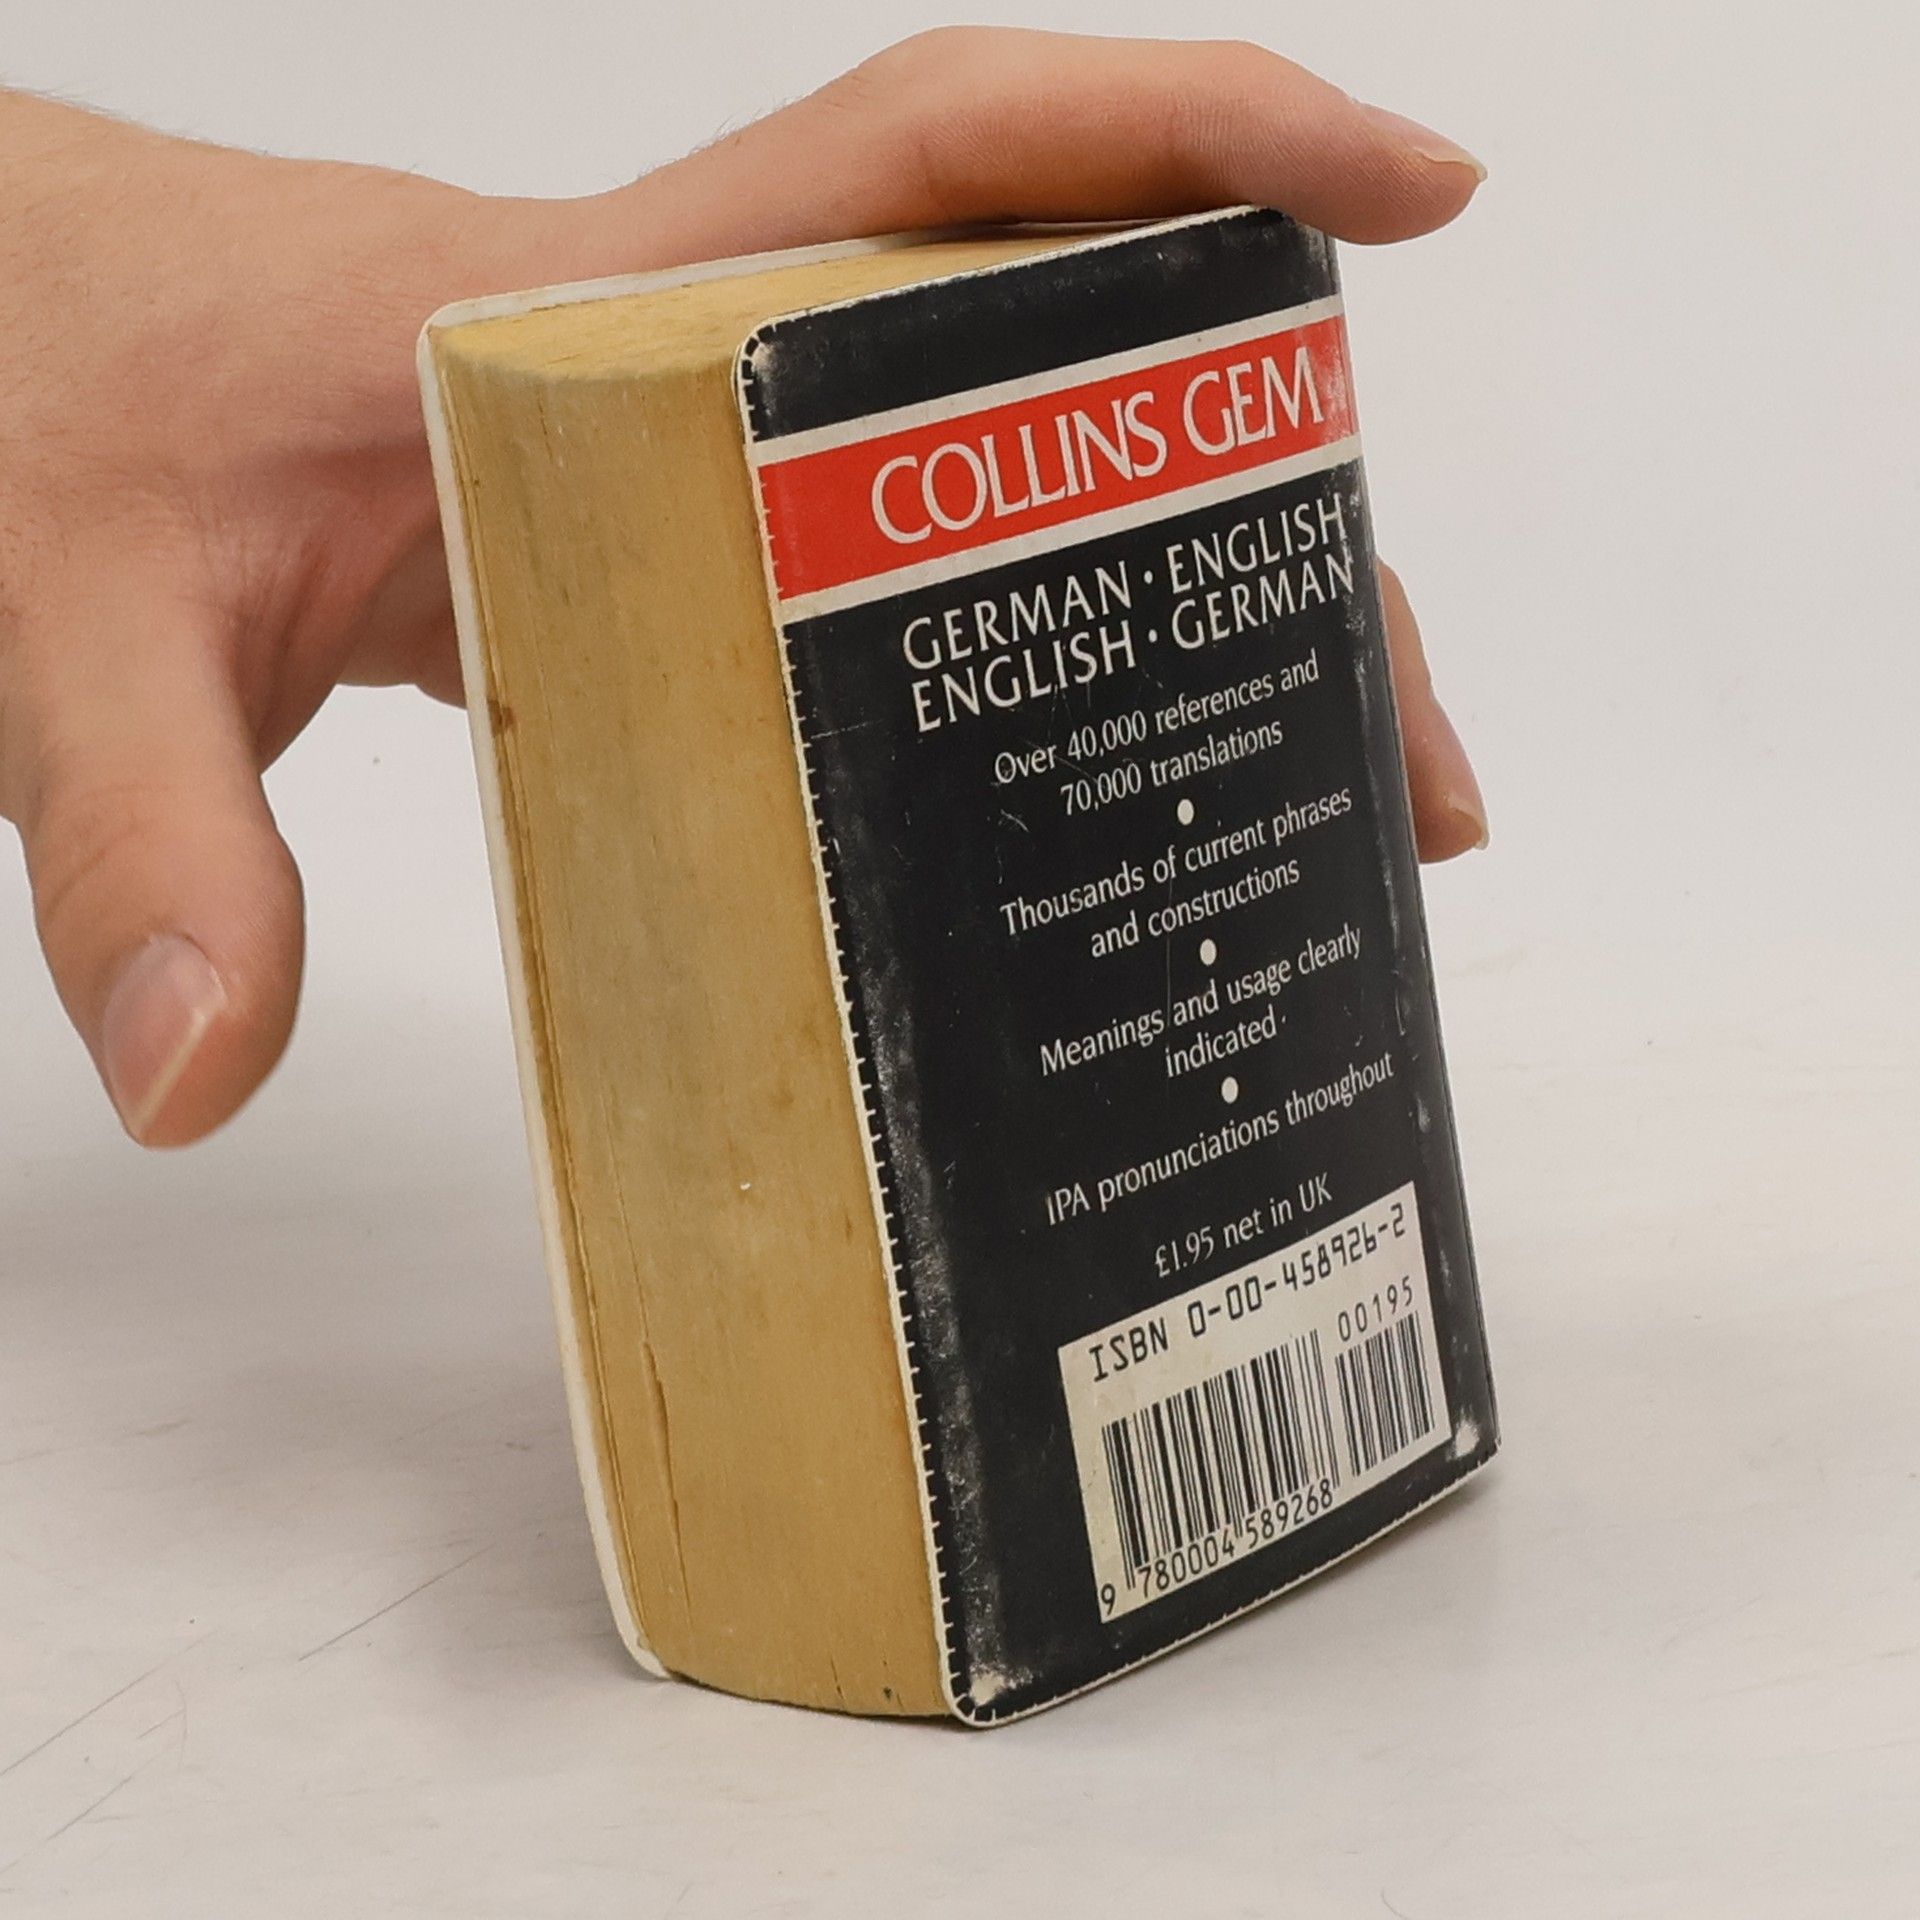 COLLINS GEM
GERMAN · ENGLISH
ENGLISH · GERMAN
Over 40,000 references and
70,000 translations
●
Thousands of current phrases
and constructions
●
Meanings and usage clearly
indicated
●
IPA pronunciations throughout
£1.95 net in UK
ISBN 0-00-458926-2
00195
9 780004 589268